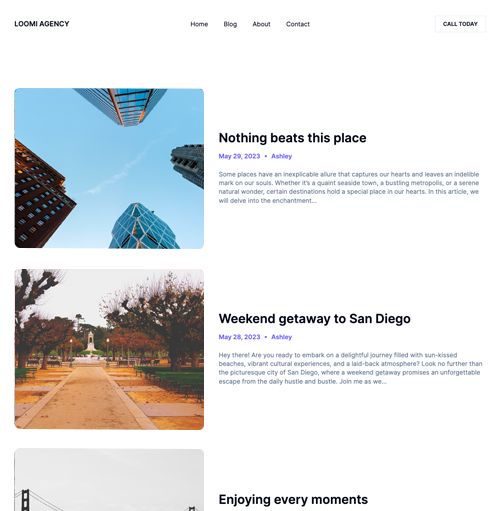 LOOMI AGENCY
Home Blog About Contact
CALL TODAY
Nothing beats this place
May 29, 2023 • Ashley
Some places have an inexplicable allure that captures our hearts and leaves an indelible
mark on our souls. Whether it's a quaint seaside town, a bustling metropolis, or a serene
natural wonder, certain destinations hold a special place in our hearts. In this article, we
will delve into the enchantment...
Weekend getaway to San Diego
May 28, 2023 • Ashley
Hey there! Are you ready to embark on a delightful journey filled with sun-kissed
beaches, vibrant cultural experiences, and a laid-back atmosphere? Look no further than
the picturesque city of San Diego, where a weekend getaway promises an unforgettable
escape from the daily hustle and bustle. Join me as we...
Enjoying every moments